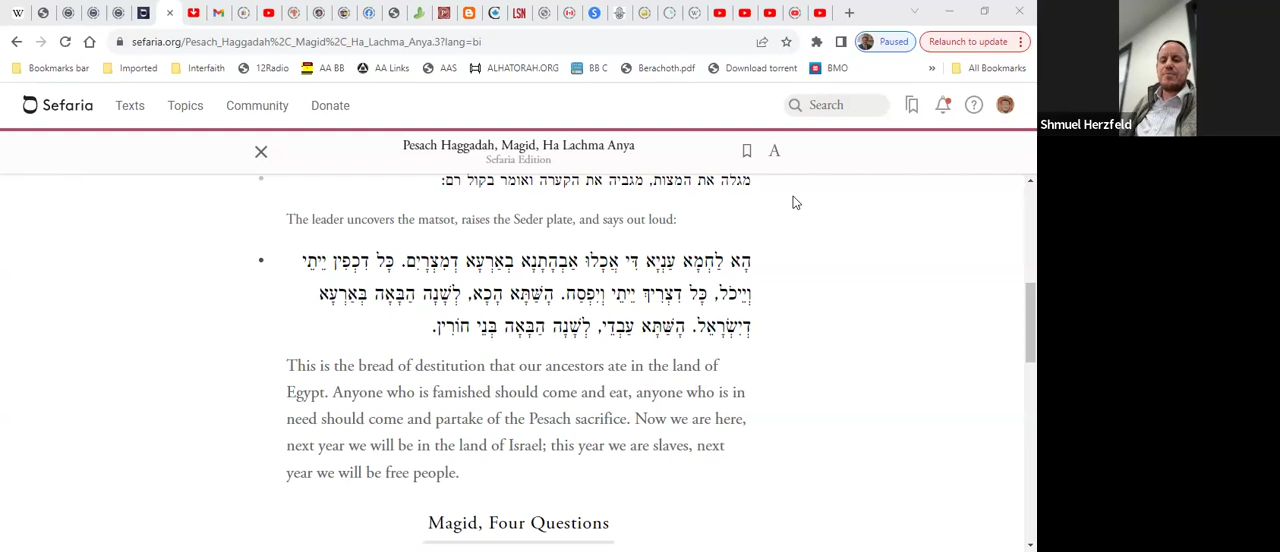 sefaria.org/Pesach_Haggadah%2C_Magid%2C_Ha_Lachma_Anya.3?lang=bi
Paused
Relaunch to update
Bookmarks bar
Imported
Interfaith
12Radio
AA BB
AA Links
AAS
ALHATORAH.ORG
BB C
Berachoth.pdf
Download torrent
BMO
»
All Bookmarks
Sefaria
Texts
Topics
Community
Donate
Search
Shmuel Herzfeld
Pesach Haggadah, Magid, Ha Lachma Anya
Sefaria Edition
A
מגלה את המצות, מגביה את הקערה ואומר בקול רם:
The leader uncovers the matsot, raises the Seder plate, and says out loud:
הָא לַחְמָא עַנְיָא דִּי אֲכָלוּ אַבְהָתָנָא בְּאַרְעָא דְמִצְרָיִם. כָּל דִכְפִין יֵיתֵי
וְיֵיכֹל, כָּל דִצְרִיךְ יֵיתֵי וְיִפְסַח. הָשַּׁתָּא הָכָא, לְשָׁנָה הַבָּאָה בְּאַרְעָא
דְיִשְׂרָאֵל. הָשַּׁתָּא עַבְדֵי, לְשָׁנָה הַבָּאָה בְּנֵי חוֹרִין.
This is the bread of destitution that our ancestors ate in the land of
Egypt. Anyone who is famished should come and eat, anyone who is in
need should come and partake of the Pesach sacrifice. Now we are here,
next year we will be in the land of Israel; this year we are slaves, next
year we will be free people.
Magid, Four Questions